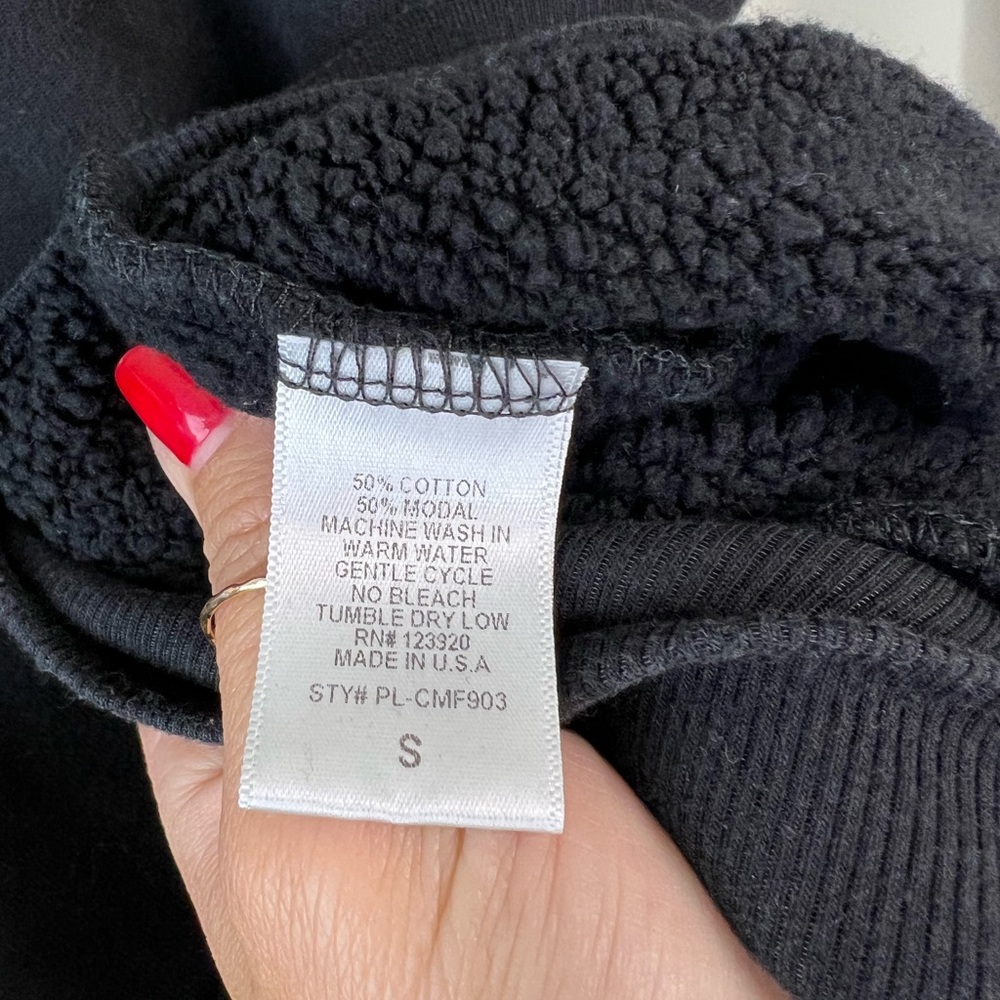 50% COTTON
50% MODAL
MACHINE WASH IN
WARM WATER
GENTLE CYCLE
NO BLEACH
TUMBLE DRY LOW
RN# 123920
MADE IN U.S.A
STY# PL-CMF903
S